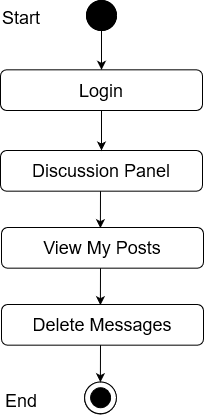 Start
Login
Discussion Panel
View My Posts
Delete Messages
End